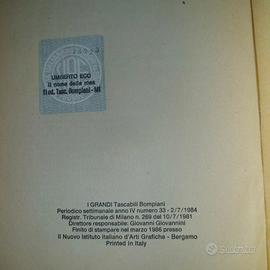 UMBERTO ECO
il nome della rosa
Tasc. Bompiani - MI
I GRANDI Tascabili Bompiani
Periodico settimanale anno IV numero 33 - 2/7/1984
Registr. Tribunale di Milano n. 269 del 10/7/1981
Direttore responsabile: Giovanni Giovannini
Finito di stampare nel marzo 1986 presso
Il Nuovo Istituto Italiano d'Arti Grafiche - Bergamo
Printed in Italy
subito